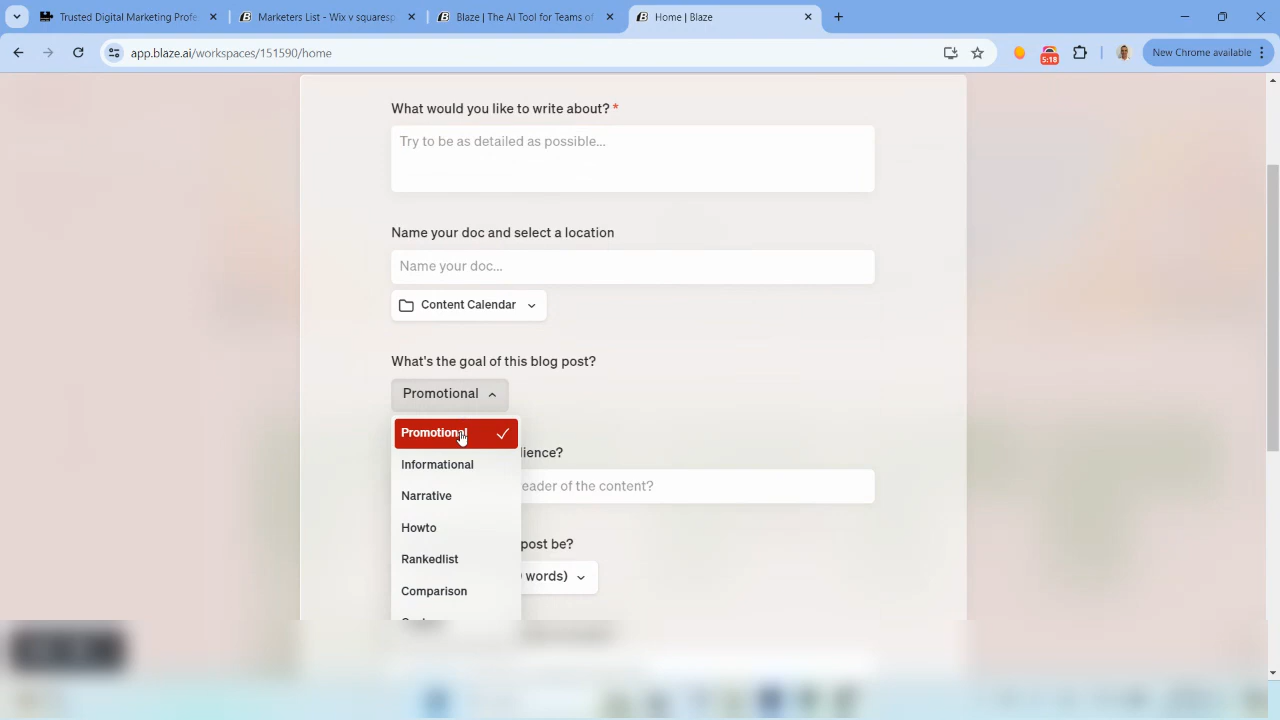 Trusted Digital Marketing Profe
Marketers List - Wix v squaresp
Blaze | The AI Tool for Teams of
Home | Blaze
app.blaze.ai/workspaces/151590/home
5:18
New Chrome available
What would you like to write about? *
Try to be as detailed as possible...
Name your doc and select a location
Name your doc...
Content Calendar
What's the goal of this blog post?
Promotional
Promotional
Informational
Narrative
Howto
Rankedlist
Comparison
ience?
eader of the content?
post be?
words)